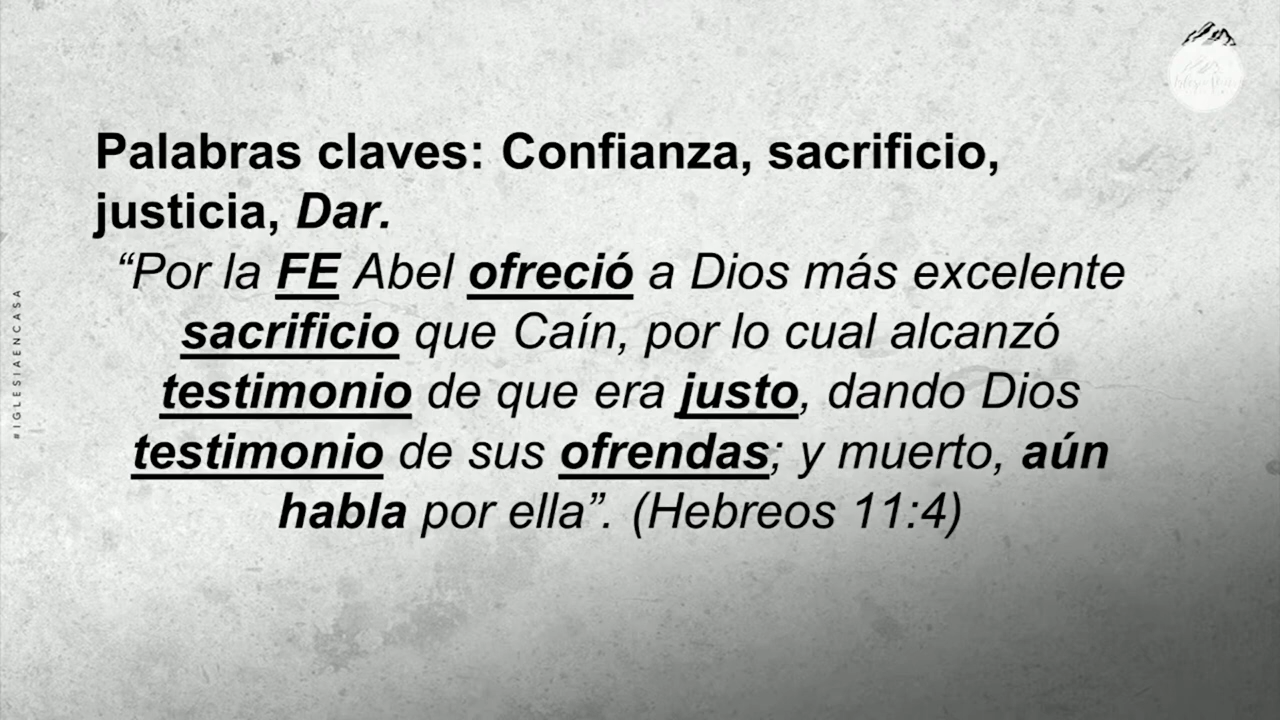 Palabras claves: Confianza, sacrificio,
justicia, Dar.
“Por la FE Abel ofreció a Dios más excelente
sacrificio que Caín, por lo cual alcanzó
testimonio de que era justo, dando Dios
testimonio de sus ofrendas; y muerto, aún
habla por ella”. (Hebreos 11:4)
#IGLESIAENCASA